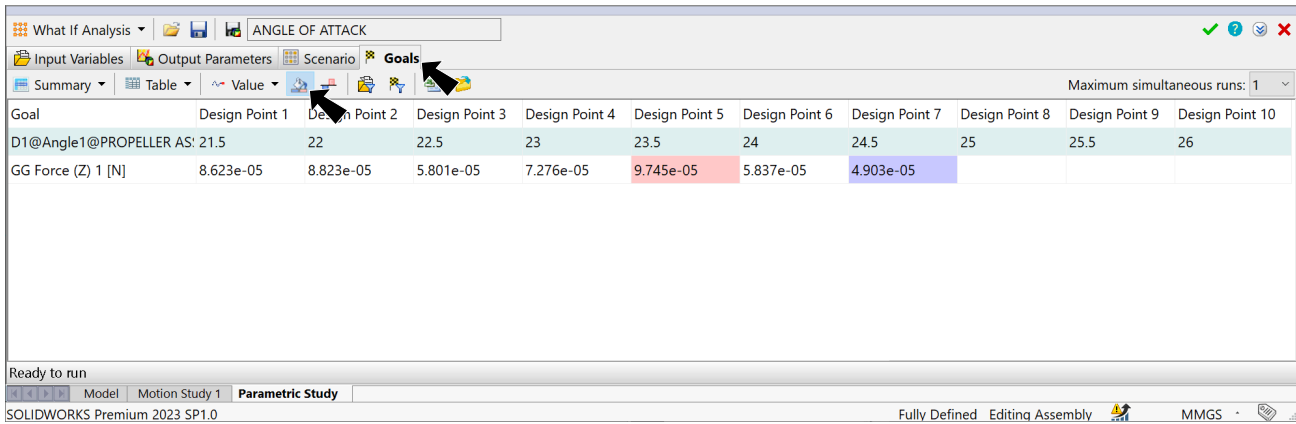 What If Analysis ANGLE OF ATTACK
Input Variables Output Parameters Scenario Goals
Summary Table Value Maximum simultaneous runs: 1
Goal Design Point 1 Design Point 2 Design Point 3 Design Point 4 Design Point 5 Design Point 6 Design Point 7 Design Point 8 Design Point 9 Design Point 10
D1@Angle1@PROPELLER AS 21.5 22 22.5 23 23.5 24 24.5 25 25.5 26
GG Force (Z) 1 [N] 8.623e-05 8.823e-05 5.801e-05 7.276e-05 9.745e-05 5.837e-05 4.903e-05
Ready to run
Model Motion Study 1 Parametric Study
SOLIDWORKS Premium 2023 SP1.0 Fully Defined Editing Assembly MMGS